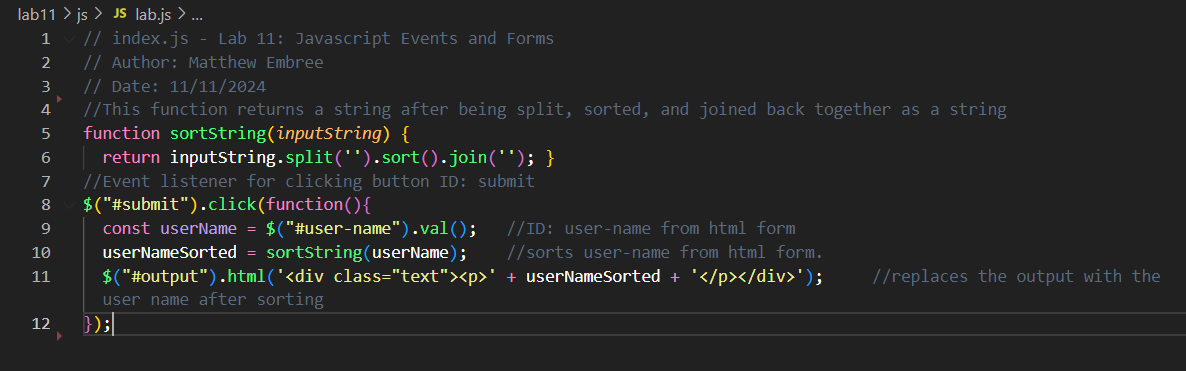 lab11 > js > JS lab.js > ...
1 // index.js - Lab 11: Javascript Events and Forms
2 // Author: Matthew Embree
3 // Date: 11/11/2024
4 //This function returns a string after being split, sorted, and joined back together as a string
5 function sortString(inputString) {
6   return inputString.split('').sort().join(''); }
7 //Event listener for clicking button ID: submit
8 $("#submit").click(function(){
9   const userName = $("#user-name").val();   //ID: user-name from html form
10   userNameSorted = sortString(userName);    //sorts user-name from html form.
11   $("#output").html('<div class="text"><p>' + userNameSorted + '</p></div>');     //replaces the output with the
user name after sorting
12 });